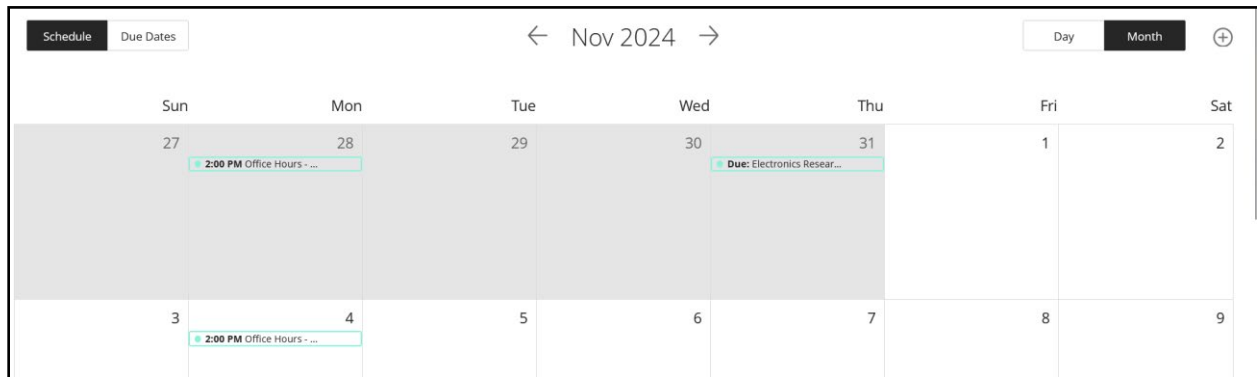 Schedule Due Dates ← Nov 2024 → Day Month
Sun Mon Tue Wed Thu Fri Sat
27 28 29 30 31 1 2
2:00 PM Office Hours - ... Due: Electronics Resear...
3 4 5 6 7 8 9
2:00 PM Office Hours - ...